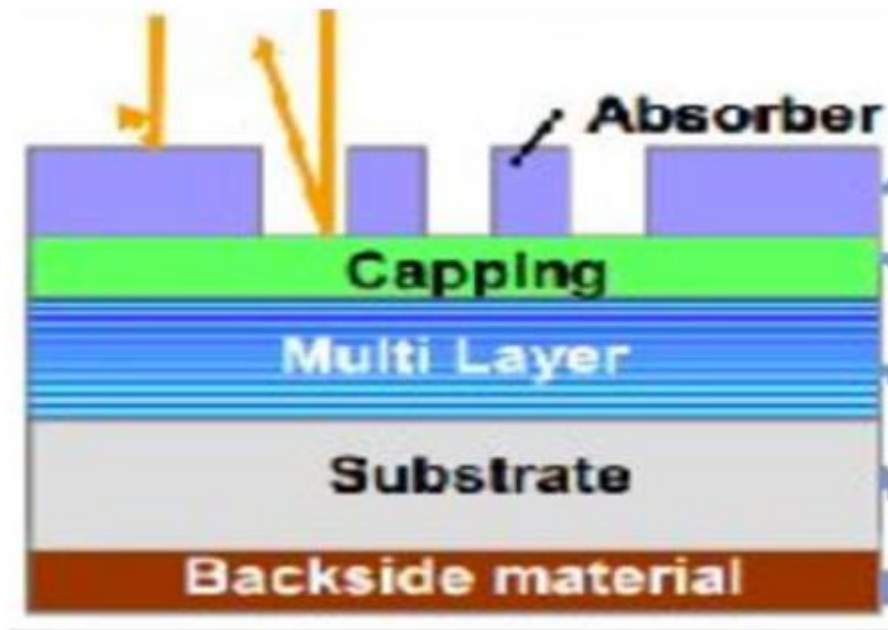 Absorber
Capping
Multi Layer
Substrate
Backside material